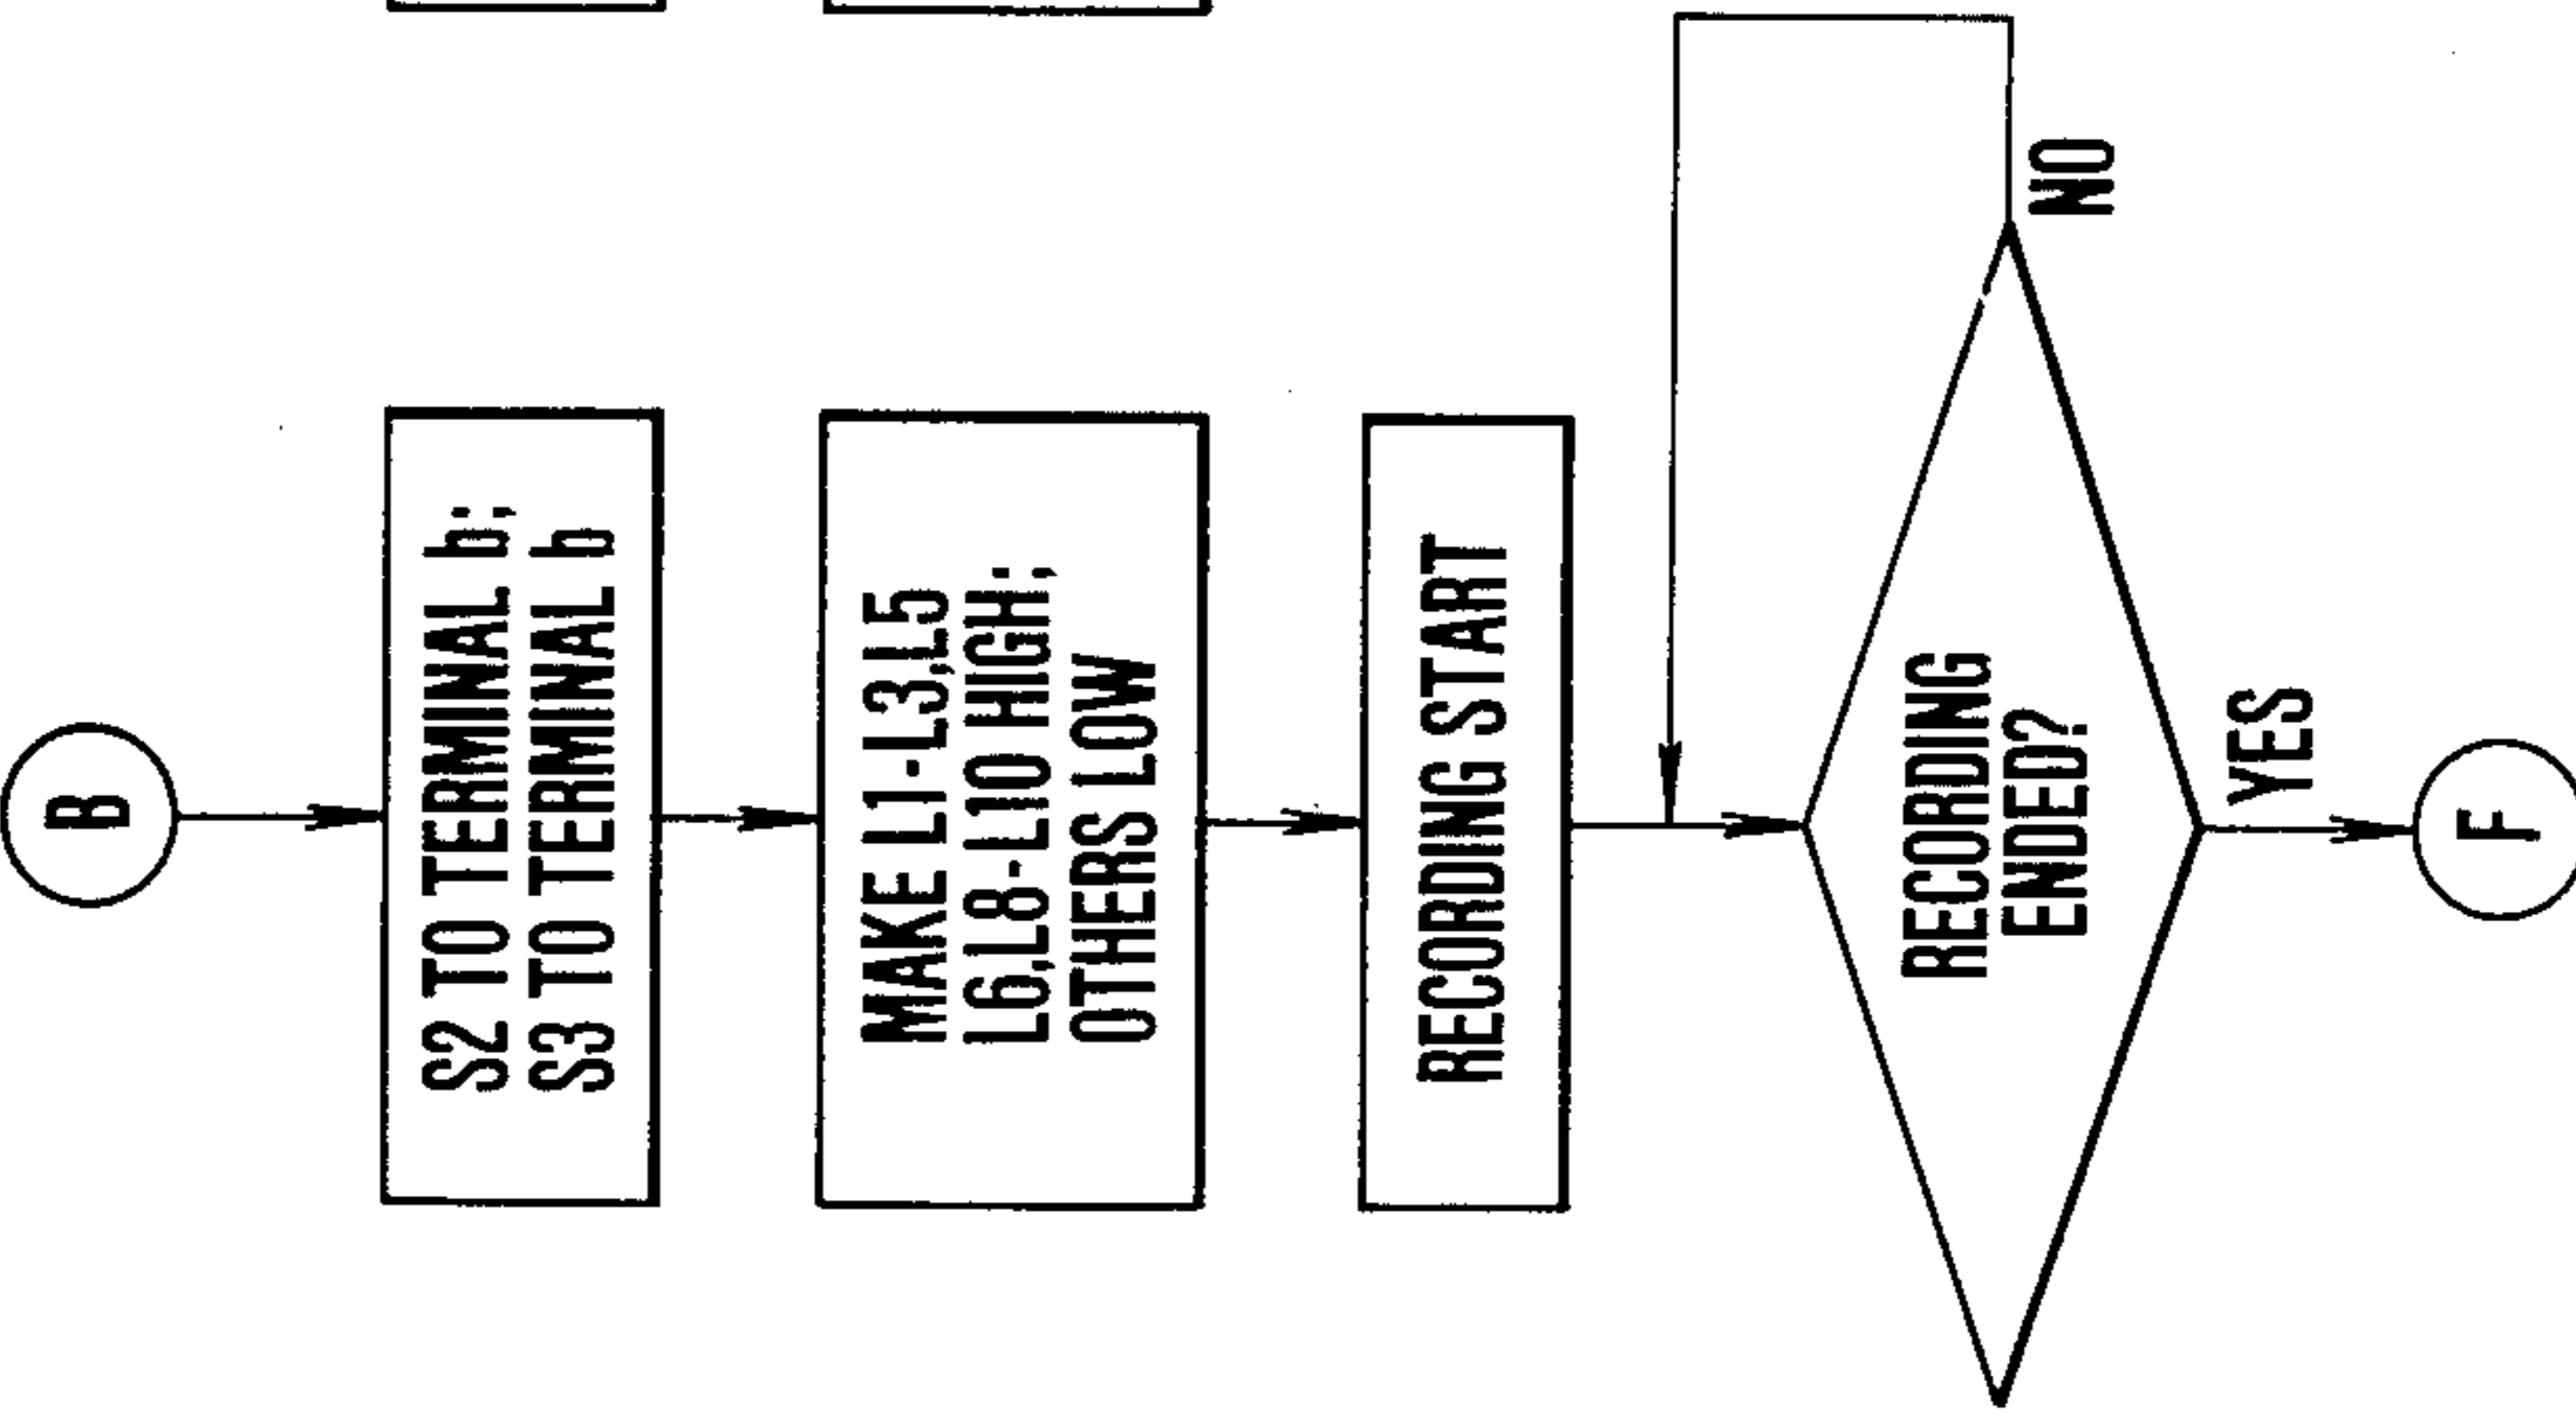 B
S2 TO TERMINAL b;
S3 TO TERMINAL b
MAKE L1-L3,L5
L6,L8-L10 HIGH;
OTHERS LOW
RECORDING START
RECORDING
ENDED?
NO
YES
F